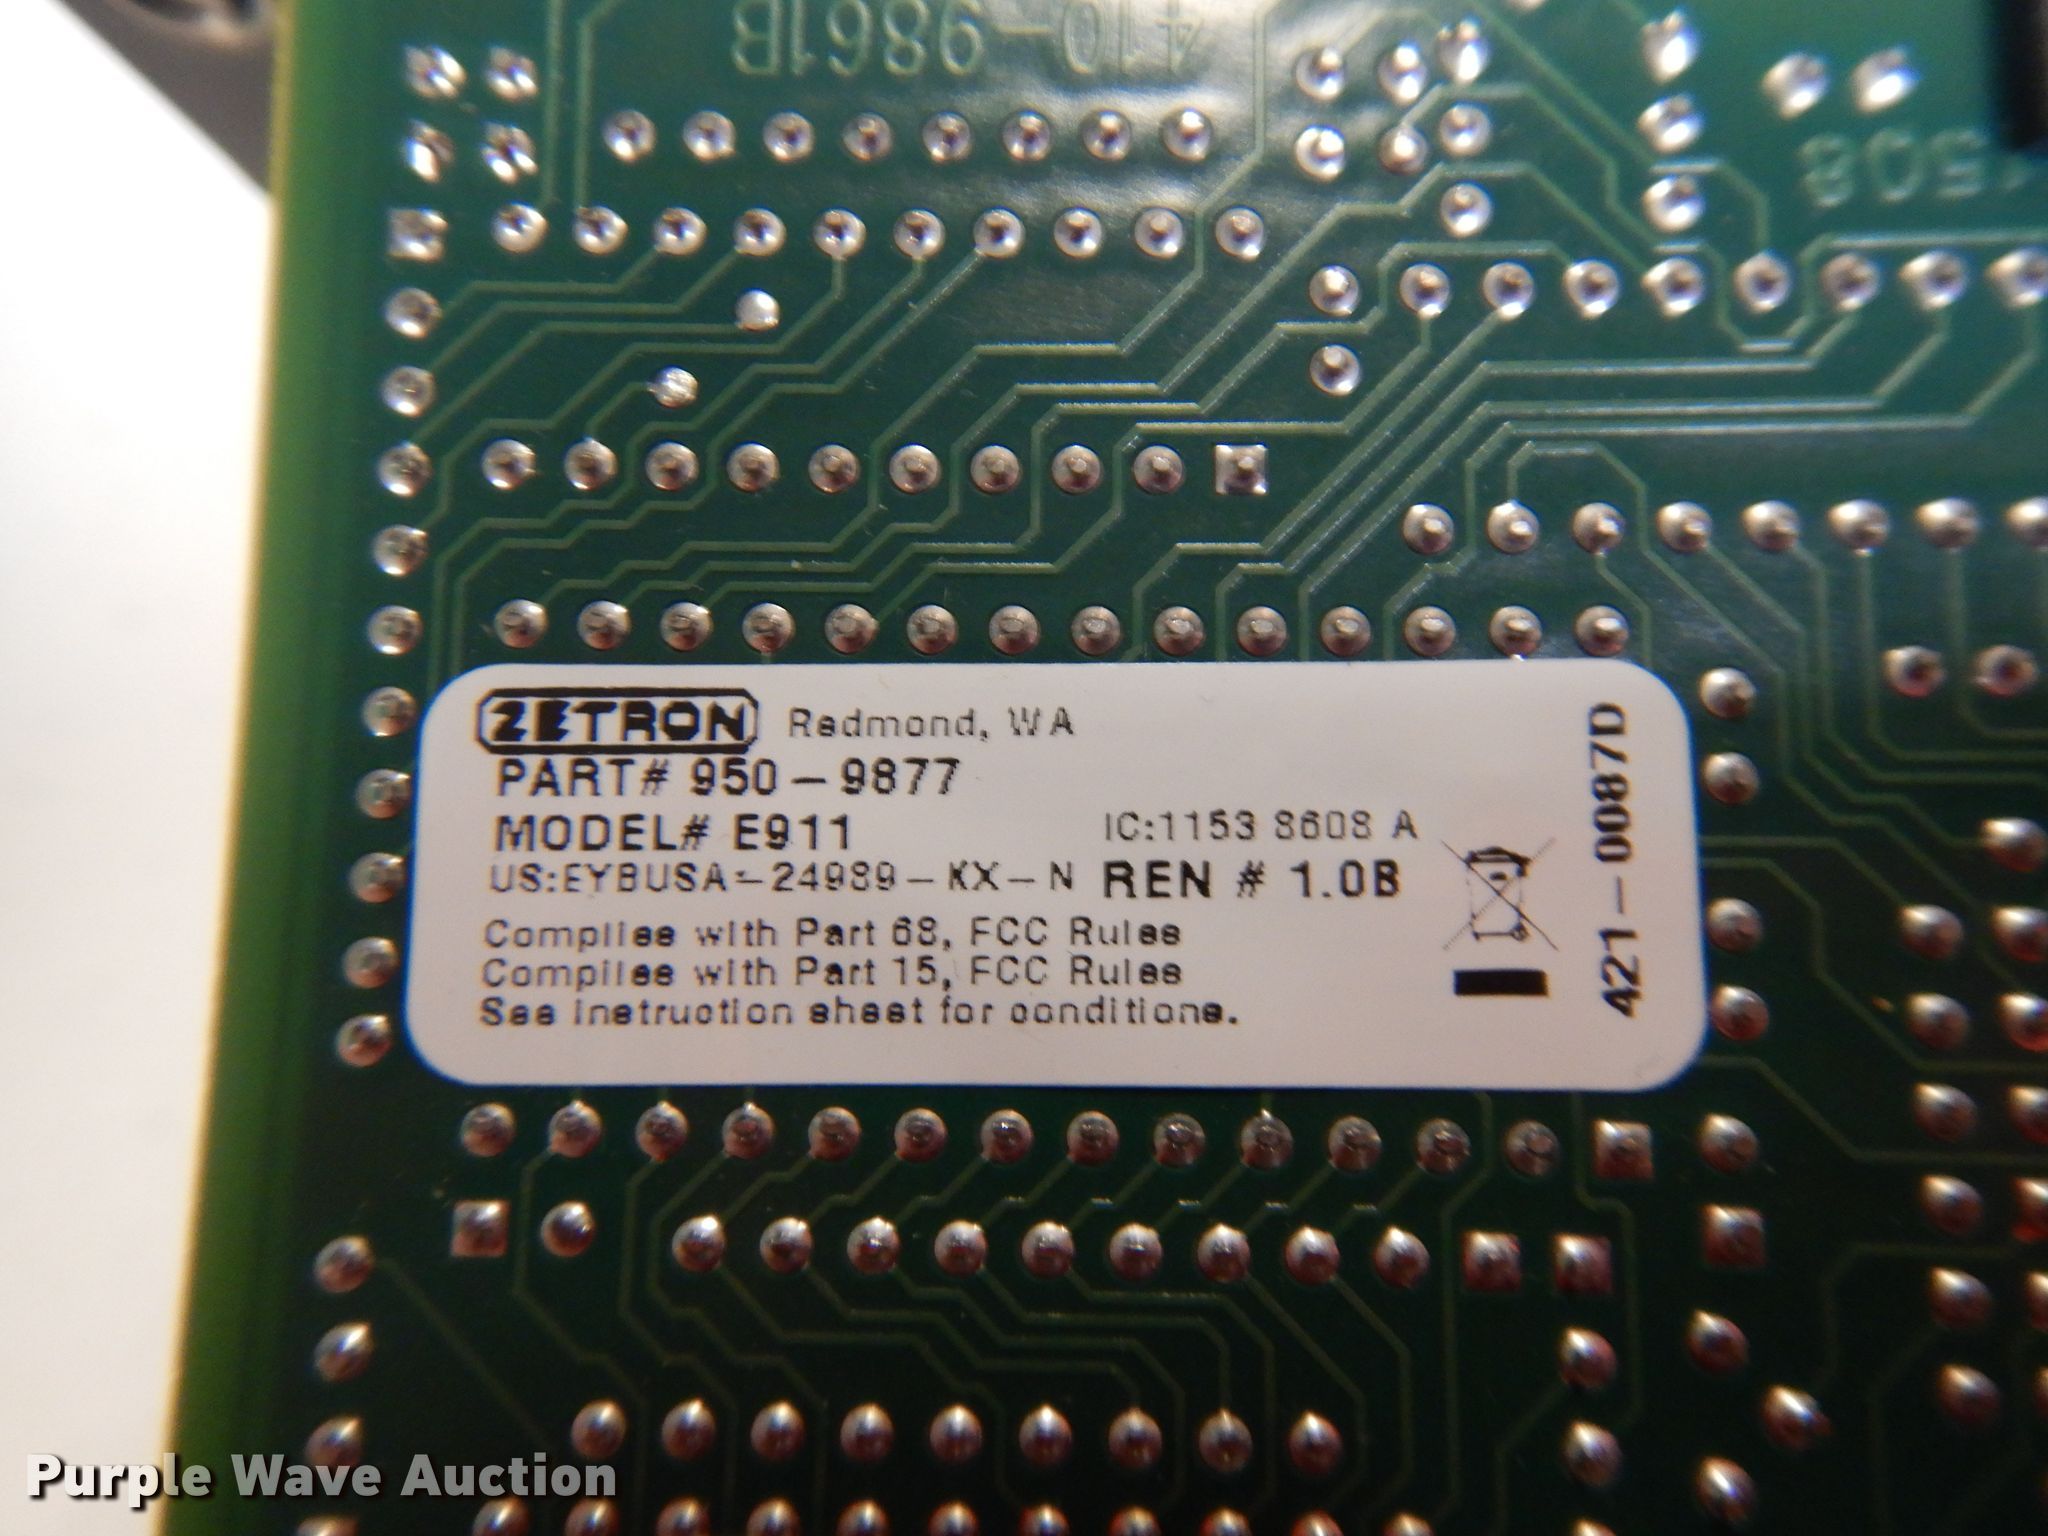 410-9861B
ZETRON Redmond, WA
PART# 950-9877
MODEL# E911
IC:1153 8608 A
US:EYBUSA-24989-KX-N REN # 1.0B
Complies with Part 68, FCC Rules
Complies with Part 15, FCC Rules
See instruction sheet for conditions.
421-0087D
Purple Wave Auction